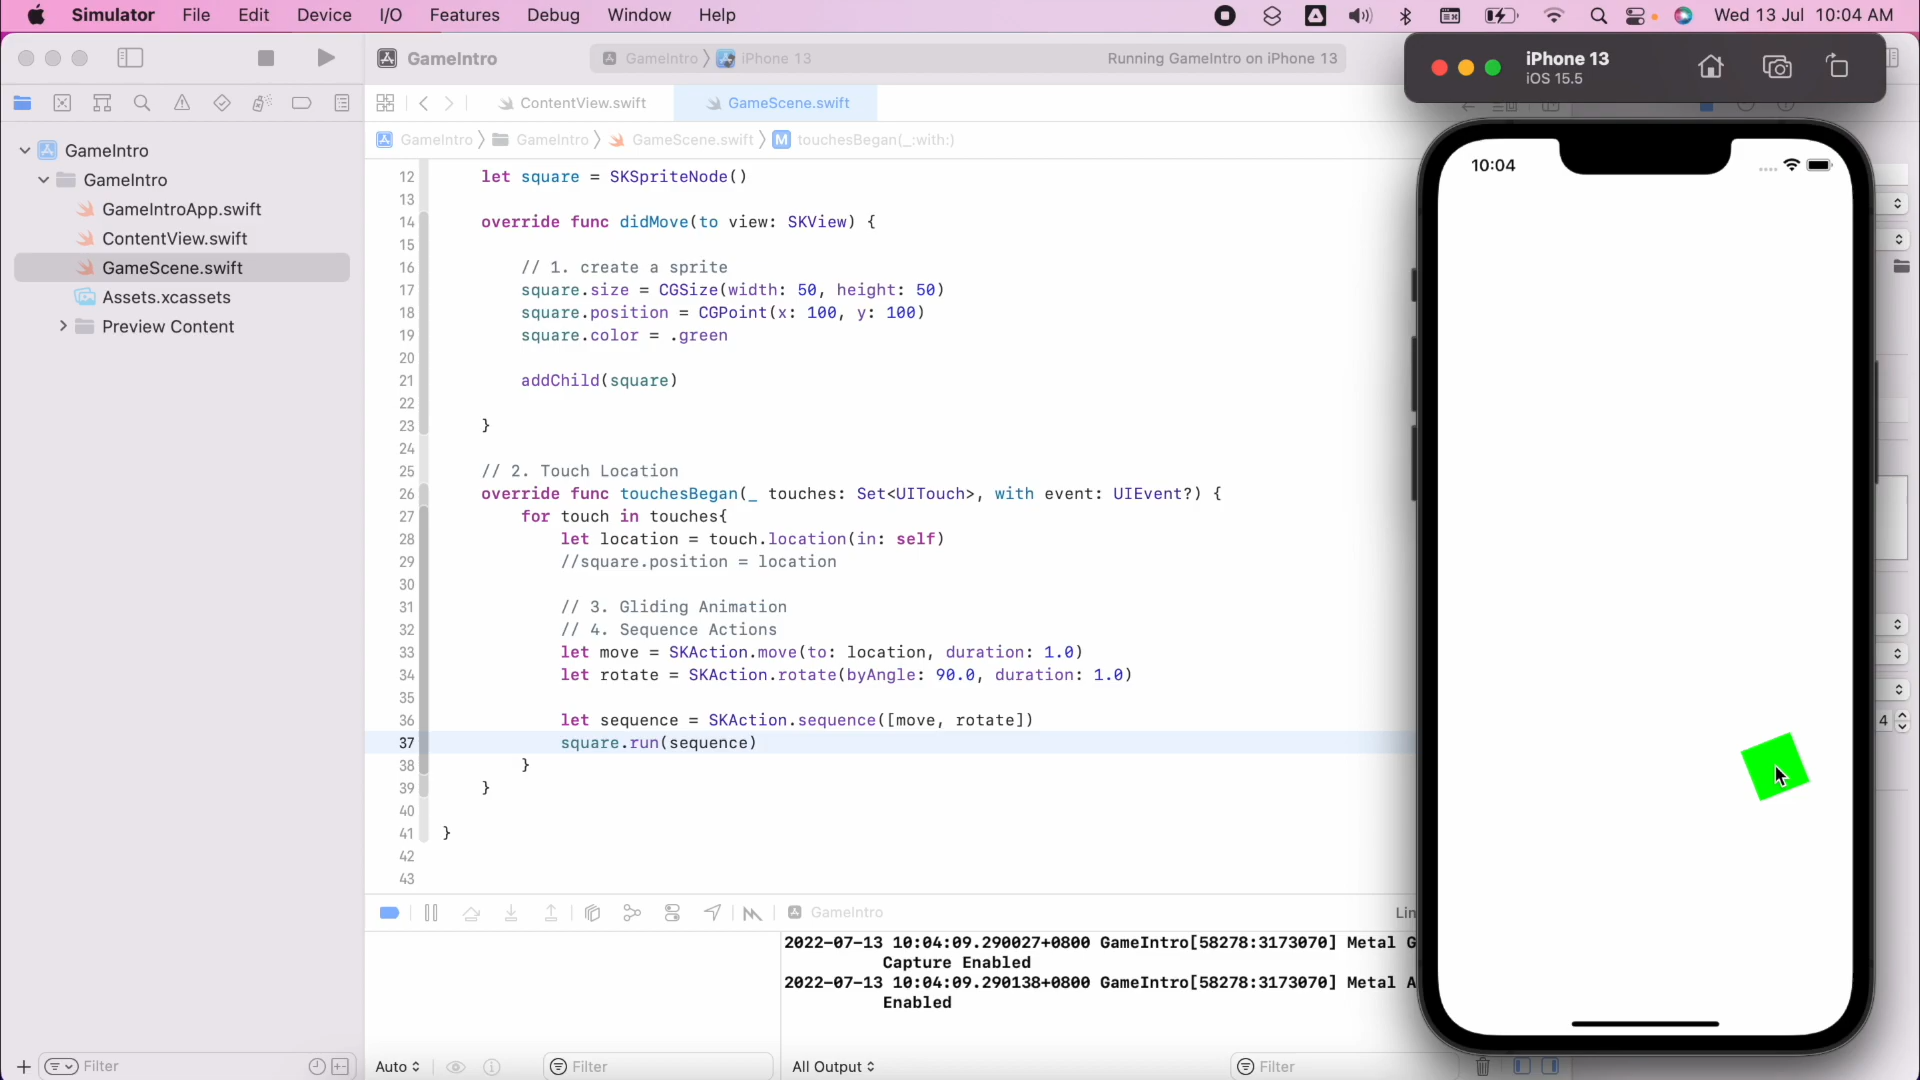 Simulator File Edit Device I/O Features Debug Window Help Wed 13 Jul 10:04 AM
GameIntro GameIntro iPhone 13 Running GameIntro on iPhone 13
iPhone 13
iOS 15.5
ContentView.swift GameScene.swift
GameIntro GameIntro GameScene.swift M touchesBegan(_:with:)
GameIntro
GameIntro
GameIntroApp.swift
ContentView.swift
GameScene.swift
Assets.xcassets
Preview Content
12 let square = SKSpriteNode()
13
14 override func didMove(to view: SKView) {
15
16 // 1. create a sprite
17 square.size = CGSize(width: 50, height: 50)
18 square.position = CGPoint(x: 100, y: 100)
19 square.color = .green
20
21 addChild(square)
22
23 }
24
25 // 2. Touch Location
26 override func touchesBegan(_ touches: Set<UITouch>, with event: UIEvent?) {
27 for touch in touches{
28 let location = touch.location(in: self)
29 //square.position = location
30
31 // 3. Gliding Animation
32 // 4. Sequence Actions
33 let move = SKAction.move(to: location, duration: 1.0)
34 let rotate = SKAction.rotate(byAngle: 90.0, duration: 1.0)
35
36 let sequence = SKAction.sequence([move, rotate])
37 square.run(sequence)
38 }
39 }
40
41 }
42
43
10:04
4
GameIntro Lin
2022-07-13 10:04:09.290027+0800 GameIntro[58278:3173070] Metal G
Capture Enabled
2022-07-13 10:04:09.290138+0800 GameIntro[58278:3173070] Metal A
Enabled
Filter Auto Filter All Output Filter